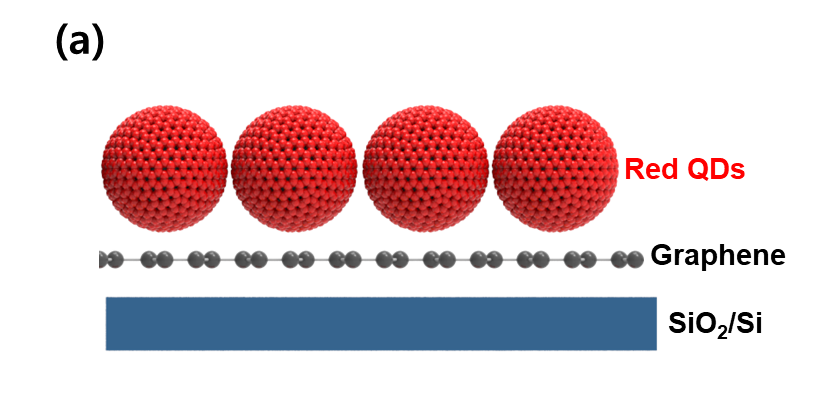 (a)
Red QDs
Graphene
SiO₂/Si